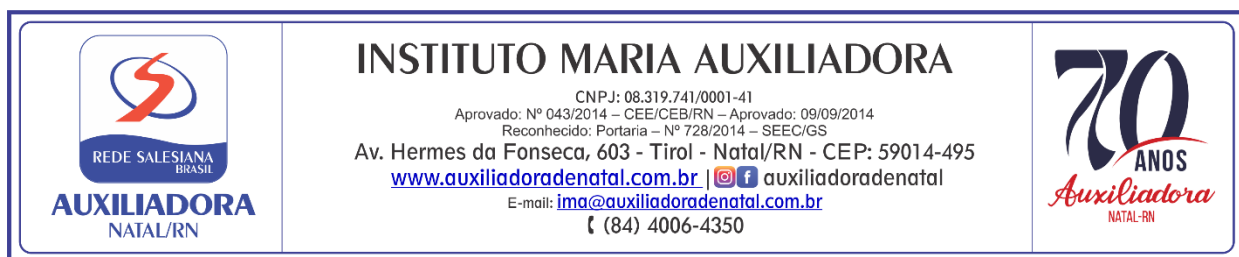 REDE SALESIANA
BRASIL
AUXILIADORA
NATAL/RN
INSTITUTO MARIA AUXILIADORA
CNPJ: 08.319.741/0001-41
Aprovado: Nº 043/2014 – CEE/CEB/RN – Aprovado: 09/09/2014
Reconhecido: Portaria – Nº 728/2014 – SEEC/GS
Av. Hermes da Fonseca, 603 - Tirol - Natal/RN - CEP: 59014-495
www.auxiliadoradenatal.com.br | auxiliadoradenatal
E-mail: ima@auxiliadoradenatal.com.br
(84) 4006-4350
70
ANOS
Auxiliadora
NATAL-RN